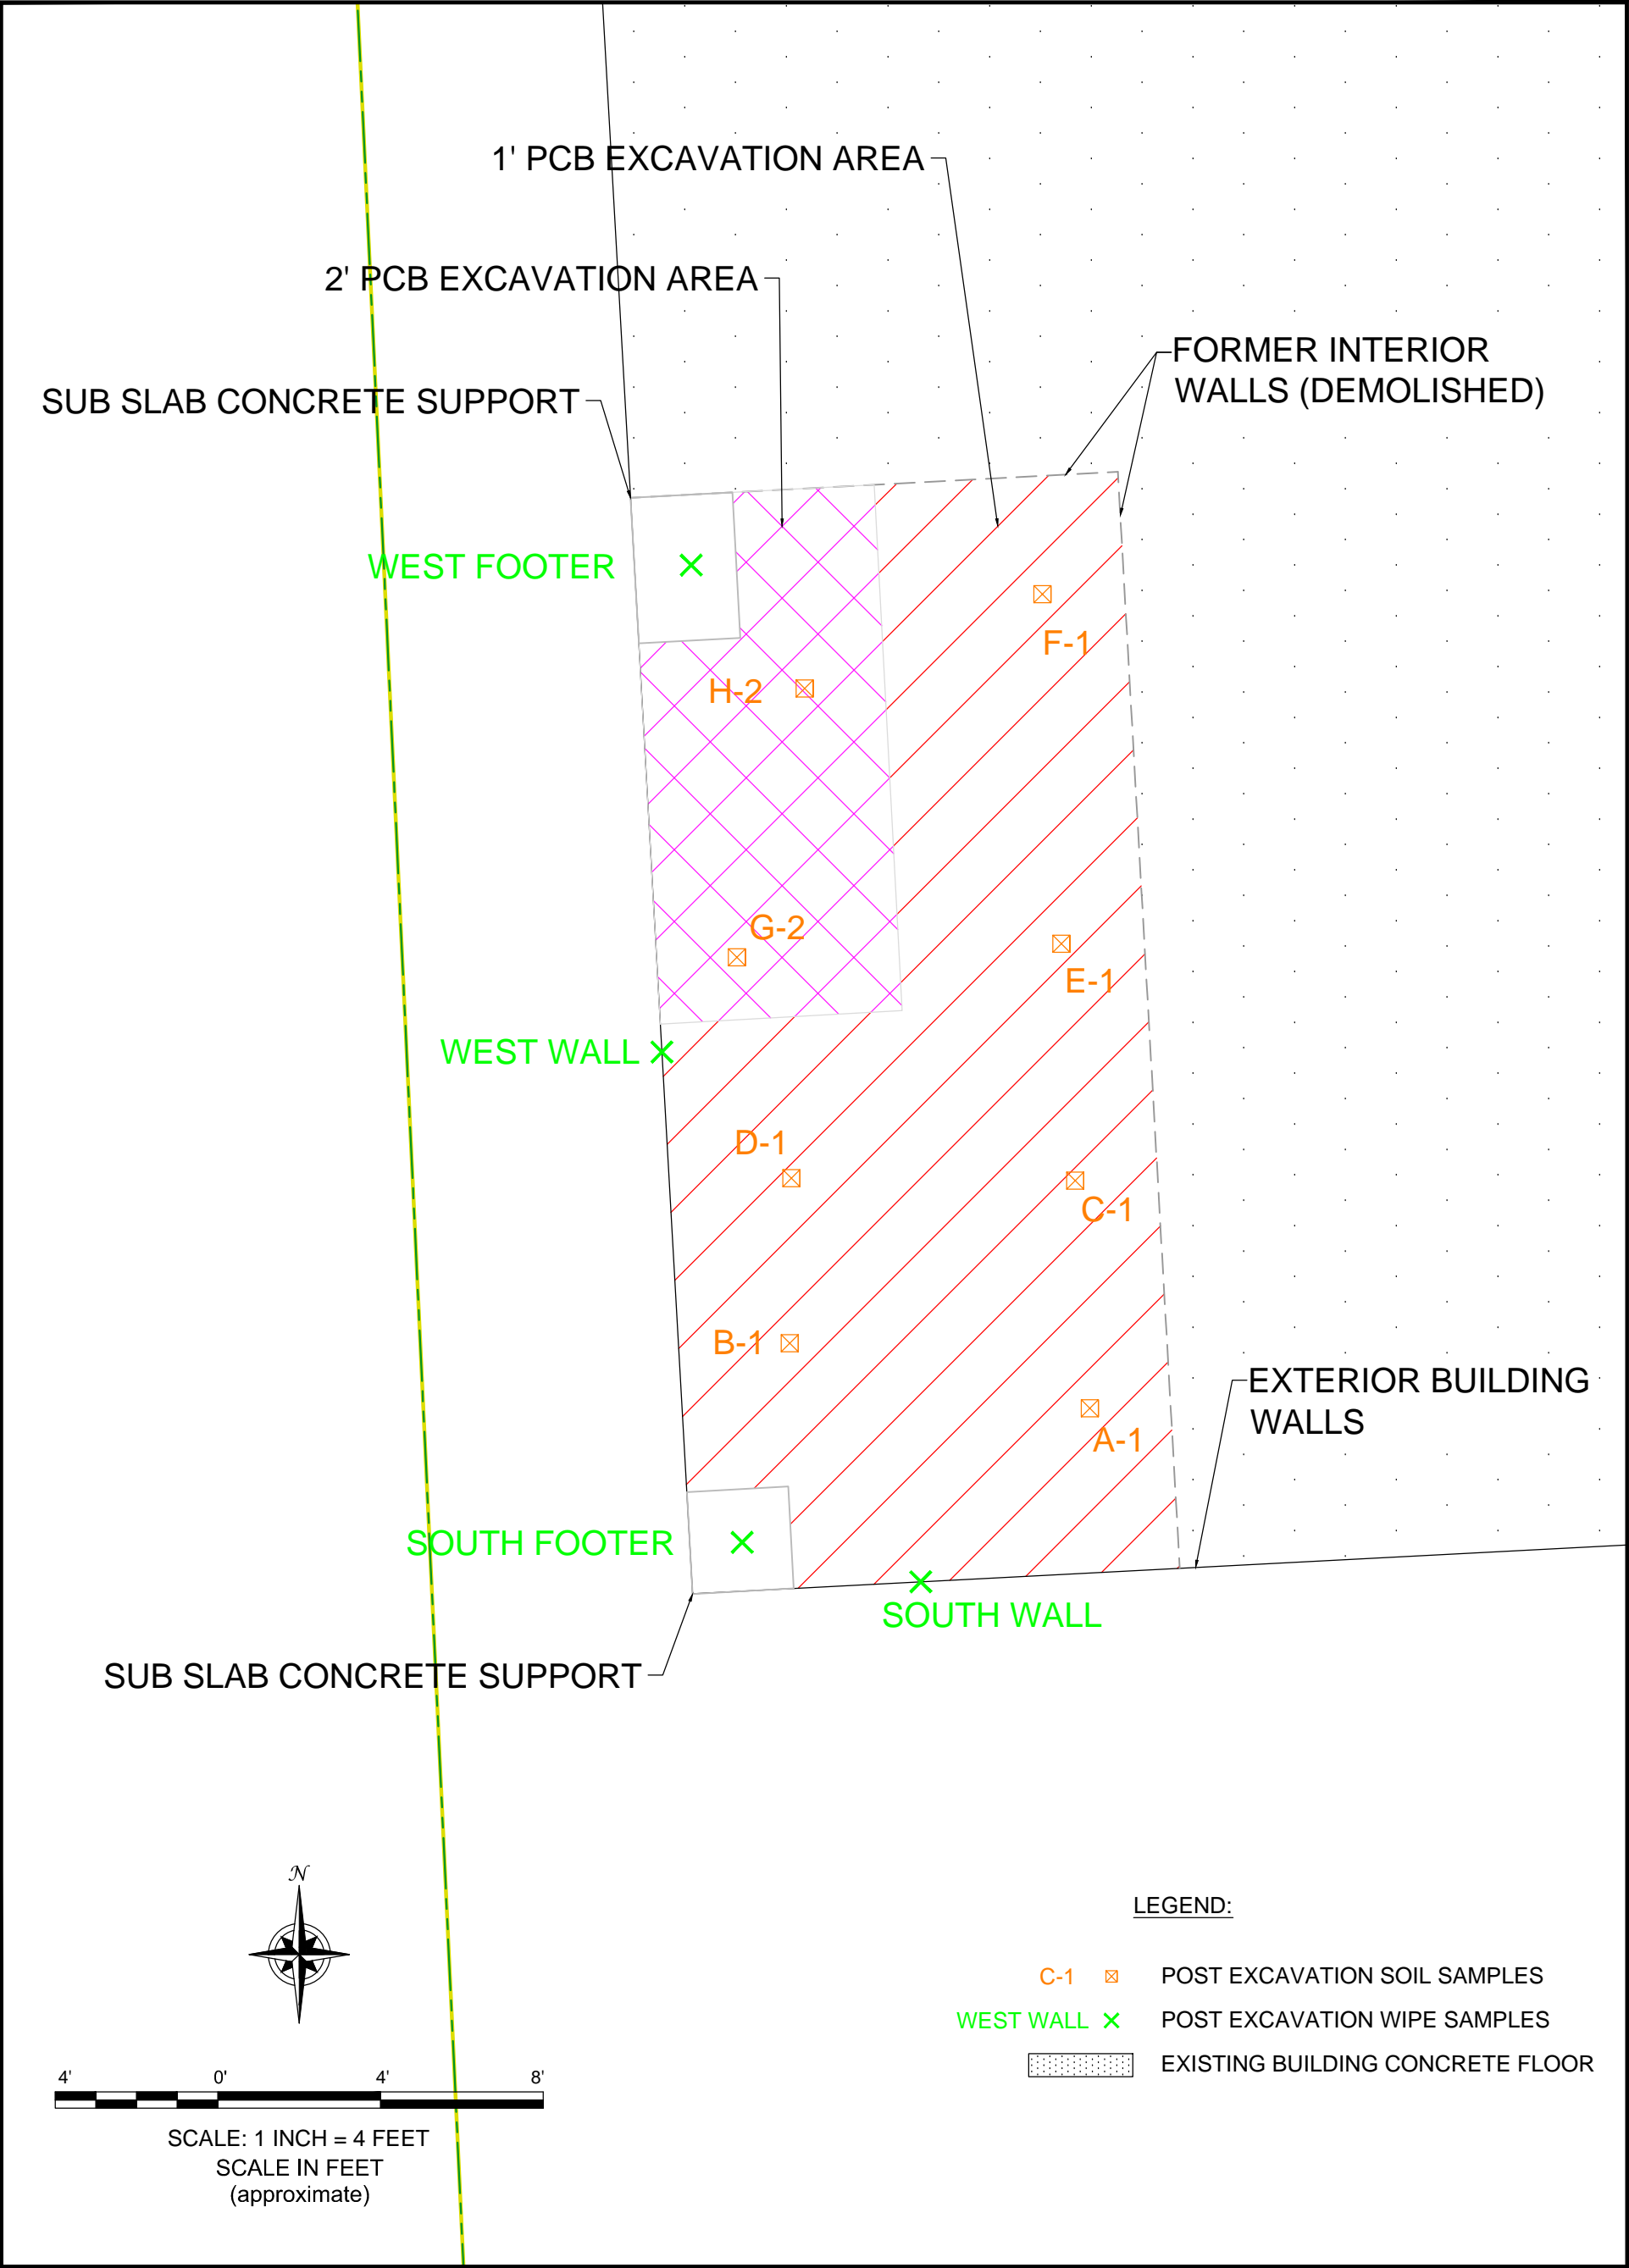 1' PCB EXCAVATION AREA
2' PCB EXCAVATION AREA
FORMER INTERIOR
WALLS (DEMOLISHED)
SUB SLAB CONCRETE SUPPORT
WEST FOOTER
F-1
H-2
G-2
E-1
WEST WALL
D-1
C-1
B-1
EXTERIOR BUILDING
WALLS
A-1
SOUTH FOOTER
SOUTH WALL
SUB SLAB CONCRETE SUPPORT
N
LEGEND:
C-1 POST EXCAVATION SOIL SAMPLES
WEST WALL POST EXCAVATION WIPE SAMPLES
EXISTING BUILDING CONCRETE FLOOR
4' 0' 4' 8'
SCALE: 1 INCH = 4 FEET
SCALE IN FEET
(approximate)